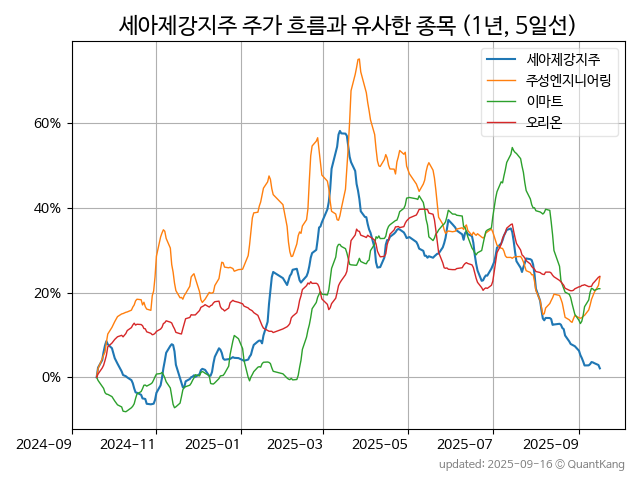 세아제강지주 주가 흐름과 유사한 종목 (1년, 5일선)
세아제강지주
주성엔지니어링
이마트
오리온
60%
40%
20%
0%
2024-09 2024-11 2025-01 2025-03 2025-05 2025-07 2025-09
updated: 2025-09-16 © QuantKang